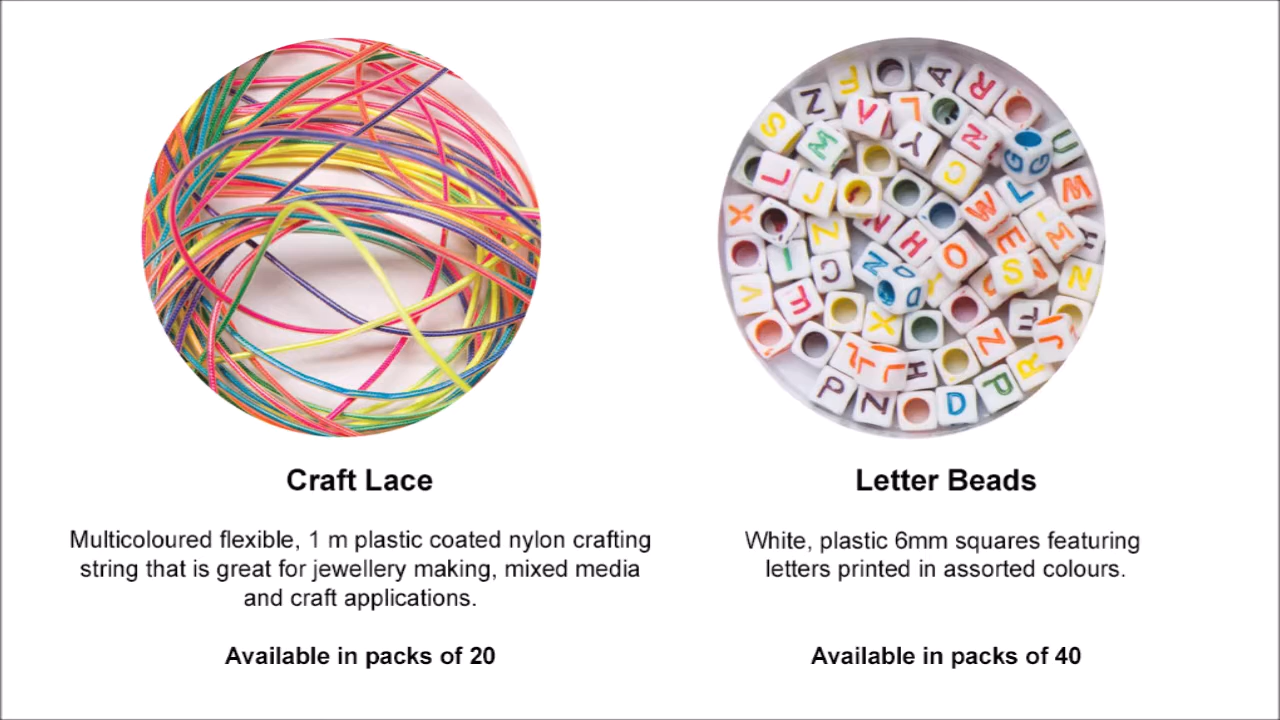 Craft Lace
Multicoloured flexible, 1 m plastic coated nylon crafting
string that is great for jewellery making, mixed media
and craft applications.
Available in packs of 20
Letter Beads
White, plastic 6mm squares featuring
letters printed in assorted colours.
Available in packs of 40